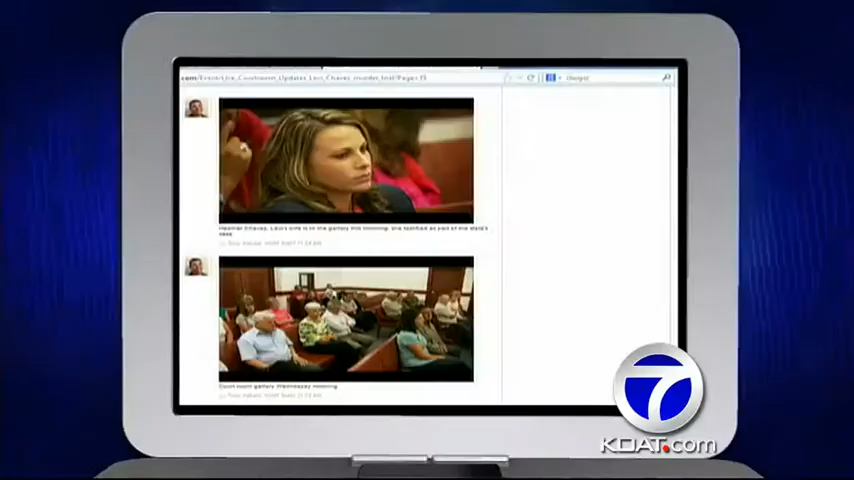 .com/Event/Live_Courtroom_Updates_Levi_Chavez_murder_trial?Page=15
Heather Chavez, Levi's wife is in the gallery this morning, she testified as part of the state's
case
Court room gallery Wednesday morning
7
KOAT.com